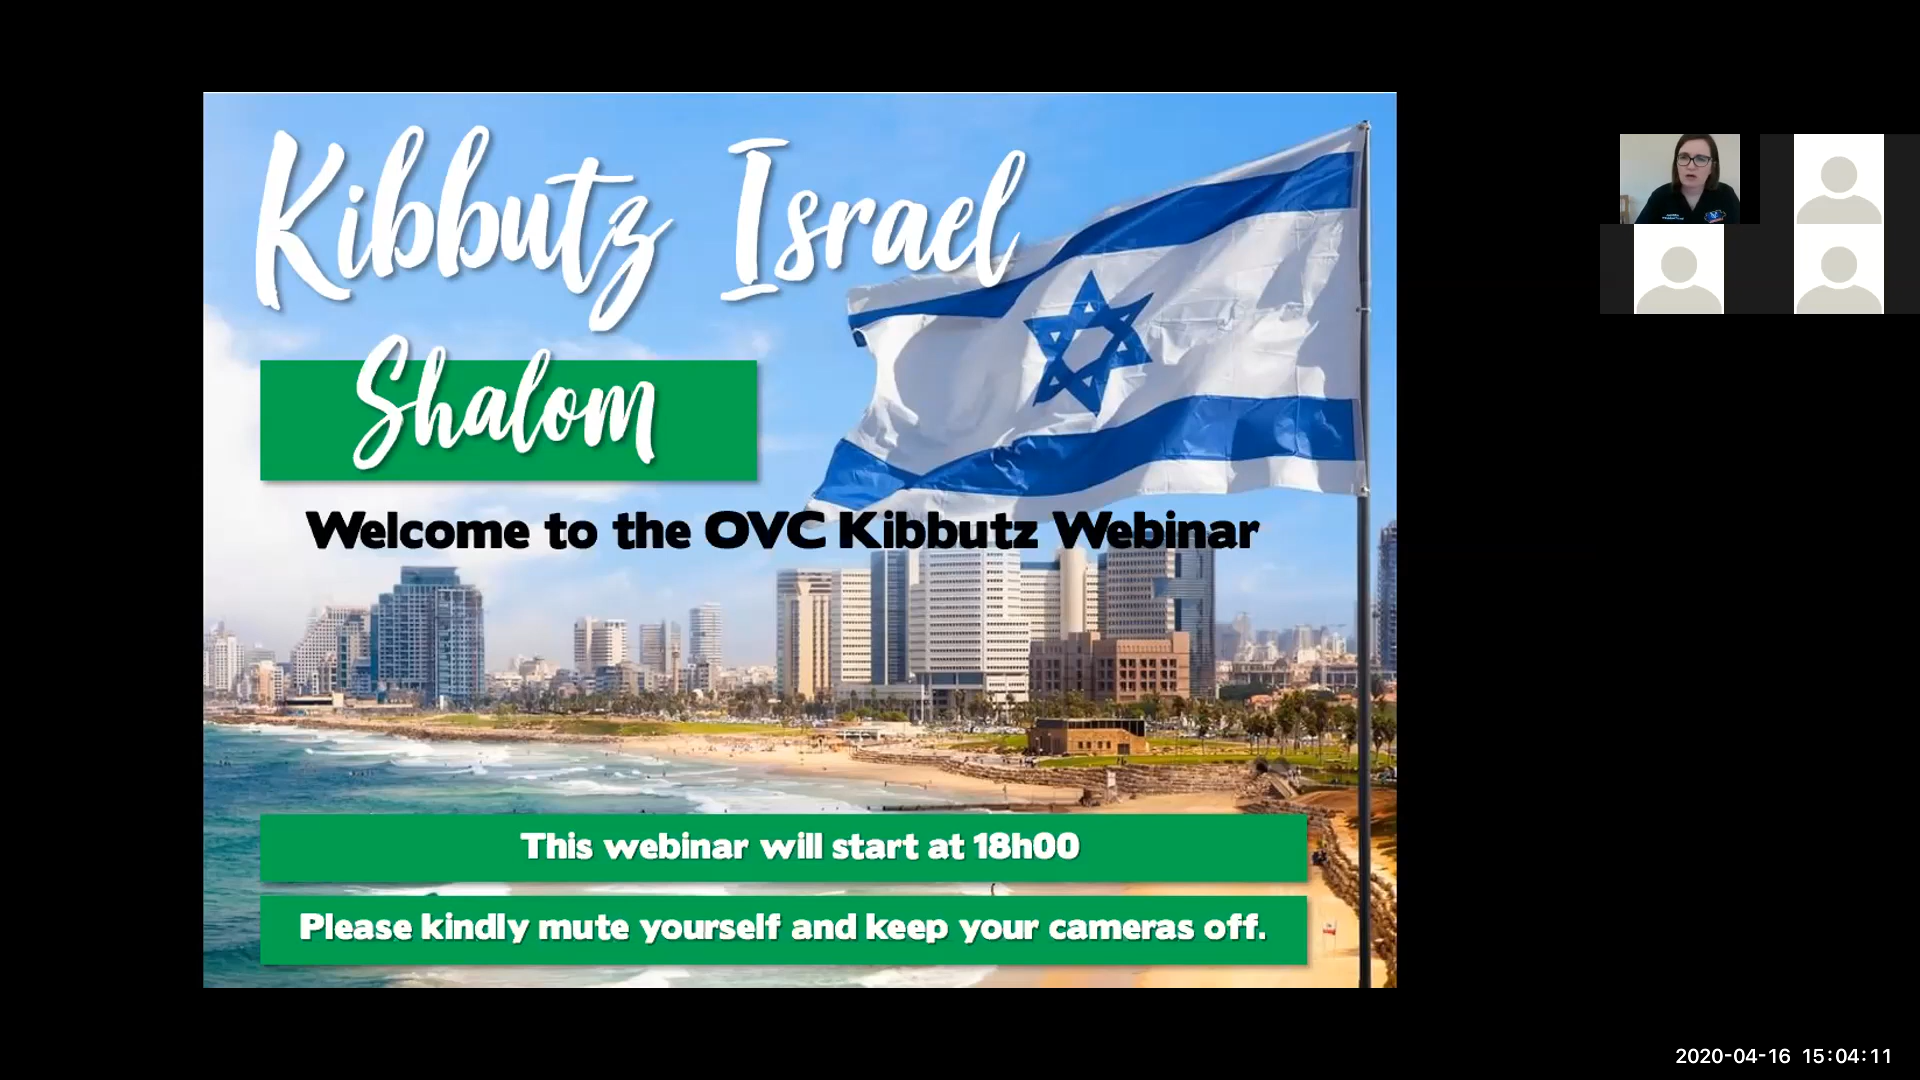 Kibbutz Israel
Shalom
Welcome to the OVC Kibbutz Webinar
This webinar will start at 18h00
Please kindly mute yourself and keep your cameras off.
2020-04-16 15:04:11